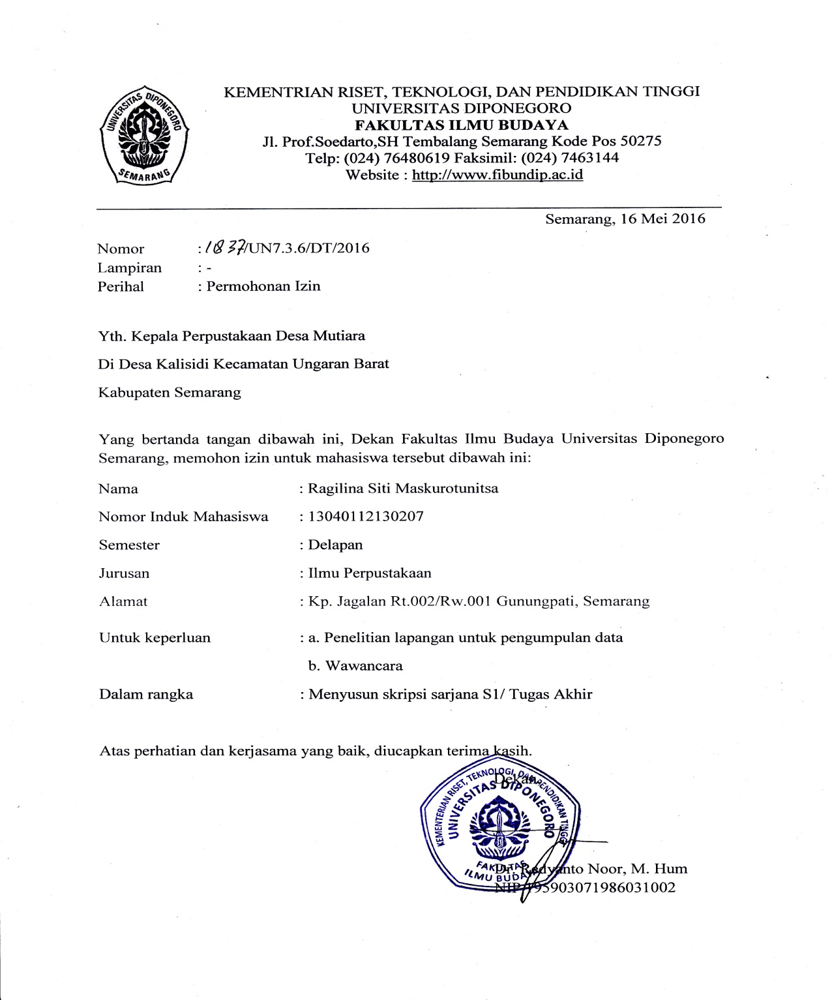 UNIVERSITAS DIPONEGORO
SEMARANG
KEMENTRIAN RISET, TEKNOLOGI, DAN PENDIDIKAN TINGGI
UNIVERSITAS DIPONEGORO
FAKULTAS ILMU BUDAYA
Jl. Prof.Soedarto,SH Tembalang Semarang Kode Pos 50275
Telp: (024) 76480619 Faksimil: (024) 7463144
Website : http://www.fibundip.ac.id
Semarang, 16 Mei 2016
Nomor : 1837/UN7.3.6/DT/2016
Lampiran : -
Perihal : Permohonan Izin
Yth. Kepala Perpustakaan Desa Mutiara
Di Desa Kalisidi Kecamatan Ungaran Barat
Kabupaten Semarang
Yang bertanda tangan dibawah ini, Dekan Fakultas Ilmu Budaya Universitas Diponegoro
Semarang, memohon izin untuk mahasiswa tersebut dibawah ini:
Nama : Ragilina Siti Maskurotunitsa
Nomor Induk Mahasiswa : 13040112130207
Semester : Delapan
Jurusan : Ilmu Perpustakaan
Alamat : Kp. Jagalan Rt.002/Rw.001 Gunungpati, Semarang
Untuk keperluan : a. Penelitian lapangan untuk pengumpulan data
b. Wawancara
Dalam rangka : Menyusun skripsi sarjana S1/ Tugas Akhir
Atas perhatian dan kerjasama yang baik, diucapkan terima kasih.
Dekan,
KEMENTERIAN RISET, TEKNOLOGI, DAN PENDIDIKAN TINGGI
UNIVERSITAS DIPONEGORO
FAKULTAS
ILMU BUDAYA
Dr. Redyanto Noor, M. Hum
NIP 195903071986031002